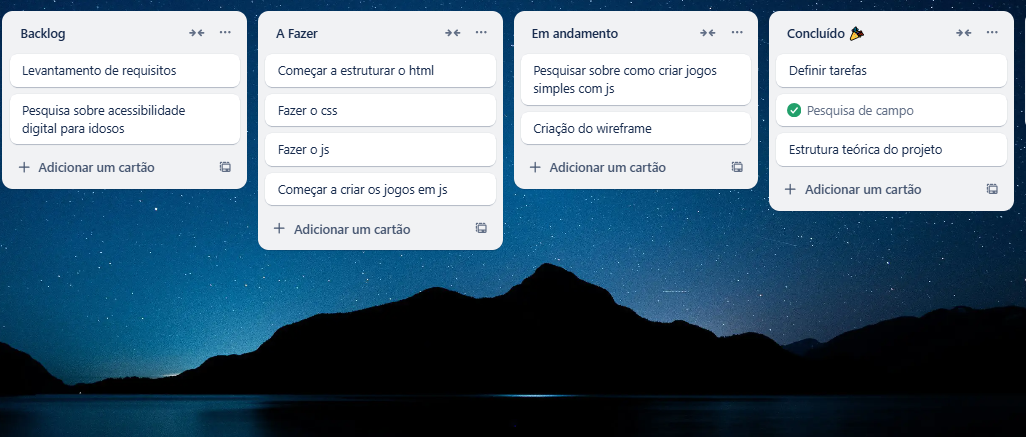 Backlog
Levantamento de requisitos
Pesquisa sobre acessibilidade
digital para idosos
Adicionar um cartão
A Fazer
Começar a estruturar o html
Fazer o css
Fazer o js
Começar a criar os jogos em js
Adicionar um cartão
Em andamento
Pesquisar sobre como criar jogos
simples com js
Criação do wireframe
Adicionar um cartão
Concluído 🎉
Definir tarefas
Pesquisa de campo
Estrutura teórica do projeto
Adicionar um cartão